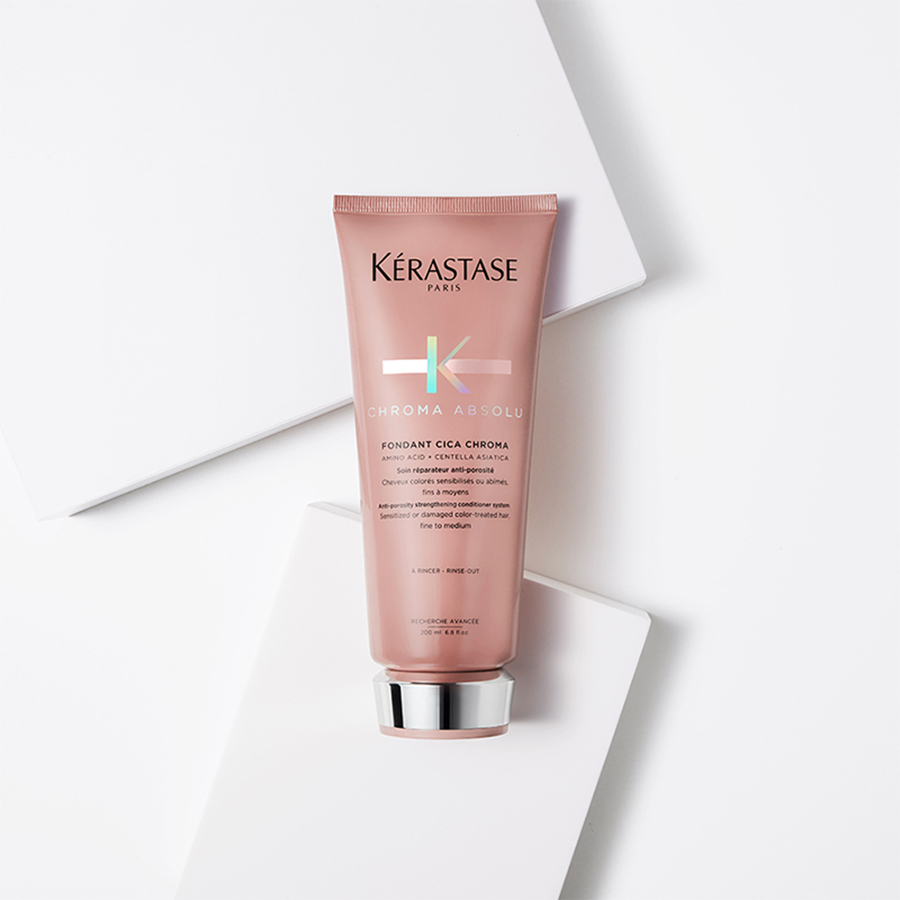 KÉRASTASE
PARIS
K
CHROMA ABSOLU
FONDANT CICA CHROMA
AMINO ACID + CENTELLA ASIATICA
Soin réparateur anti-porosité
Cheveux colorés sensibilisés ou abîmés,
fins à moyens
Anti-porosity strengthening conditioner system
Sensitized or damaged color-treated hair,
fine to medium
À RINCER - RINSE-OUT
RECHERCHE AVANCÉE
200 ml 6.8 fl oz